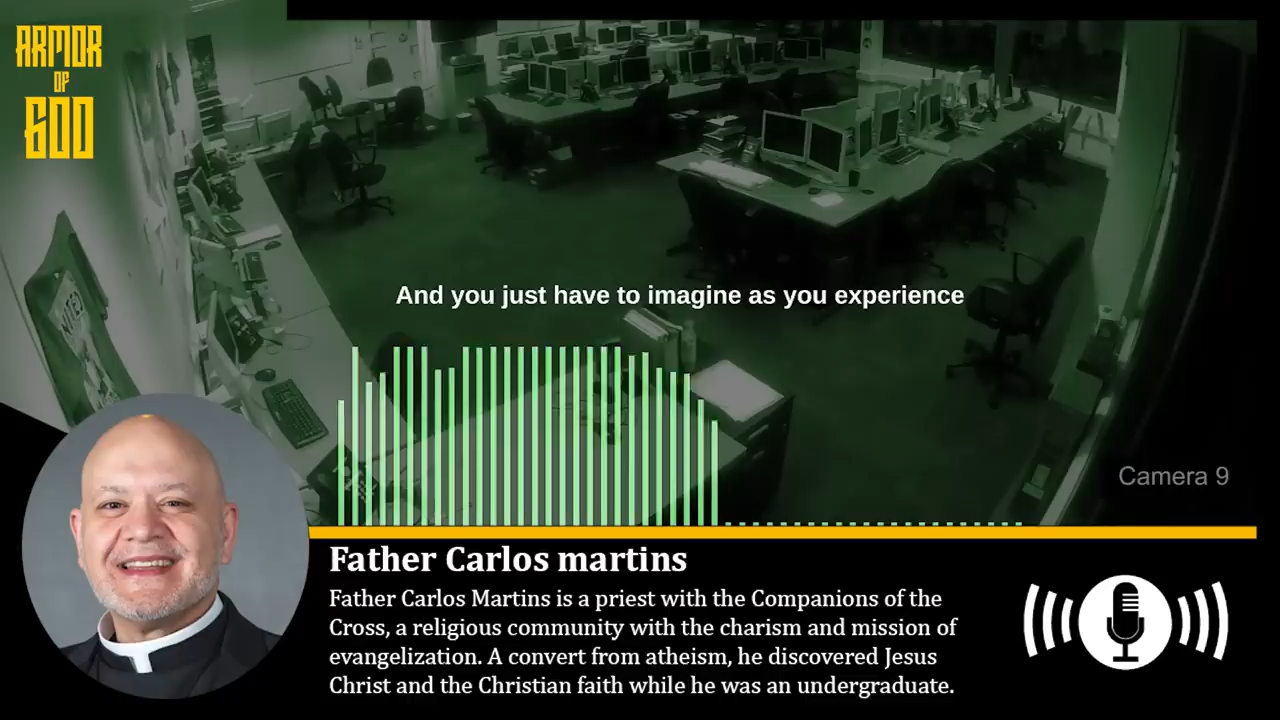 ARMOR
OF
GOD
And you just have to imagine as you experience
Camera 9
Father Carlos martins
Father Carlos Martins is a priest with the Companions of the
Cross, a religious community with the charism and mission of
evangelization. A convert from atheism, he discovered Jesus
Christ and the Christian faith while he was an undergraduate.